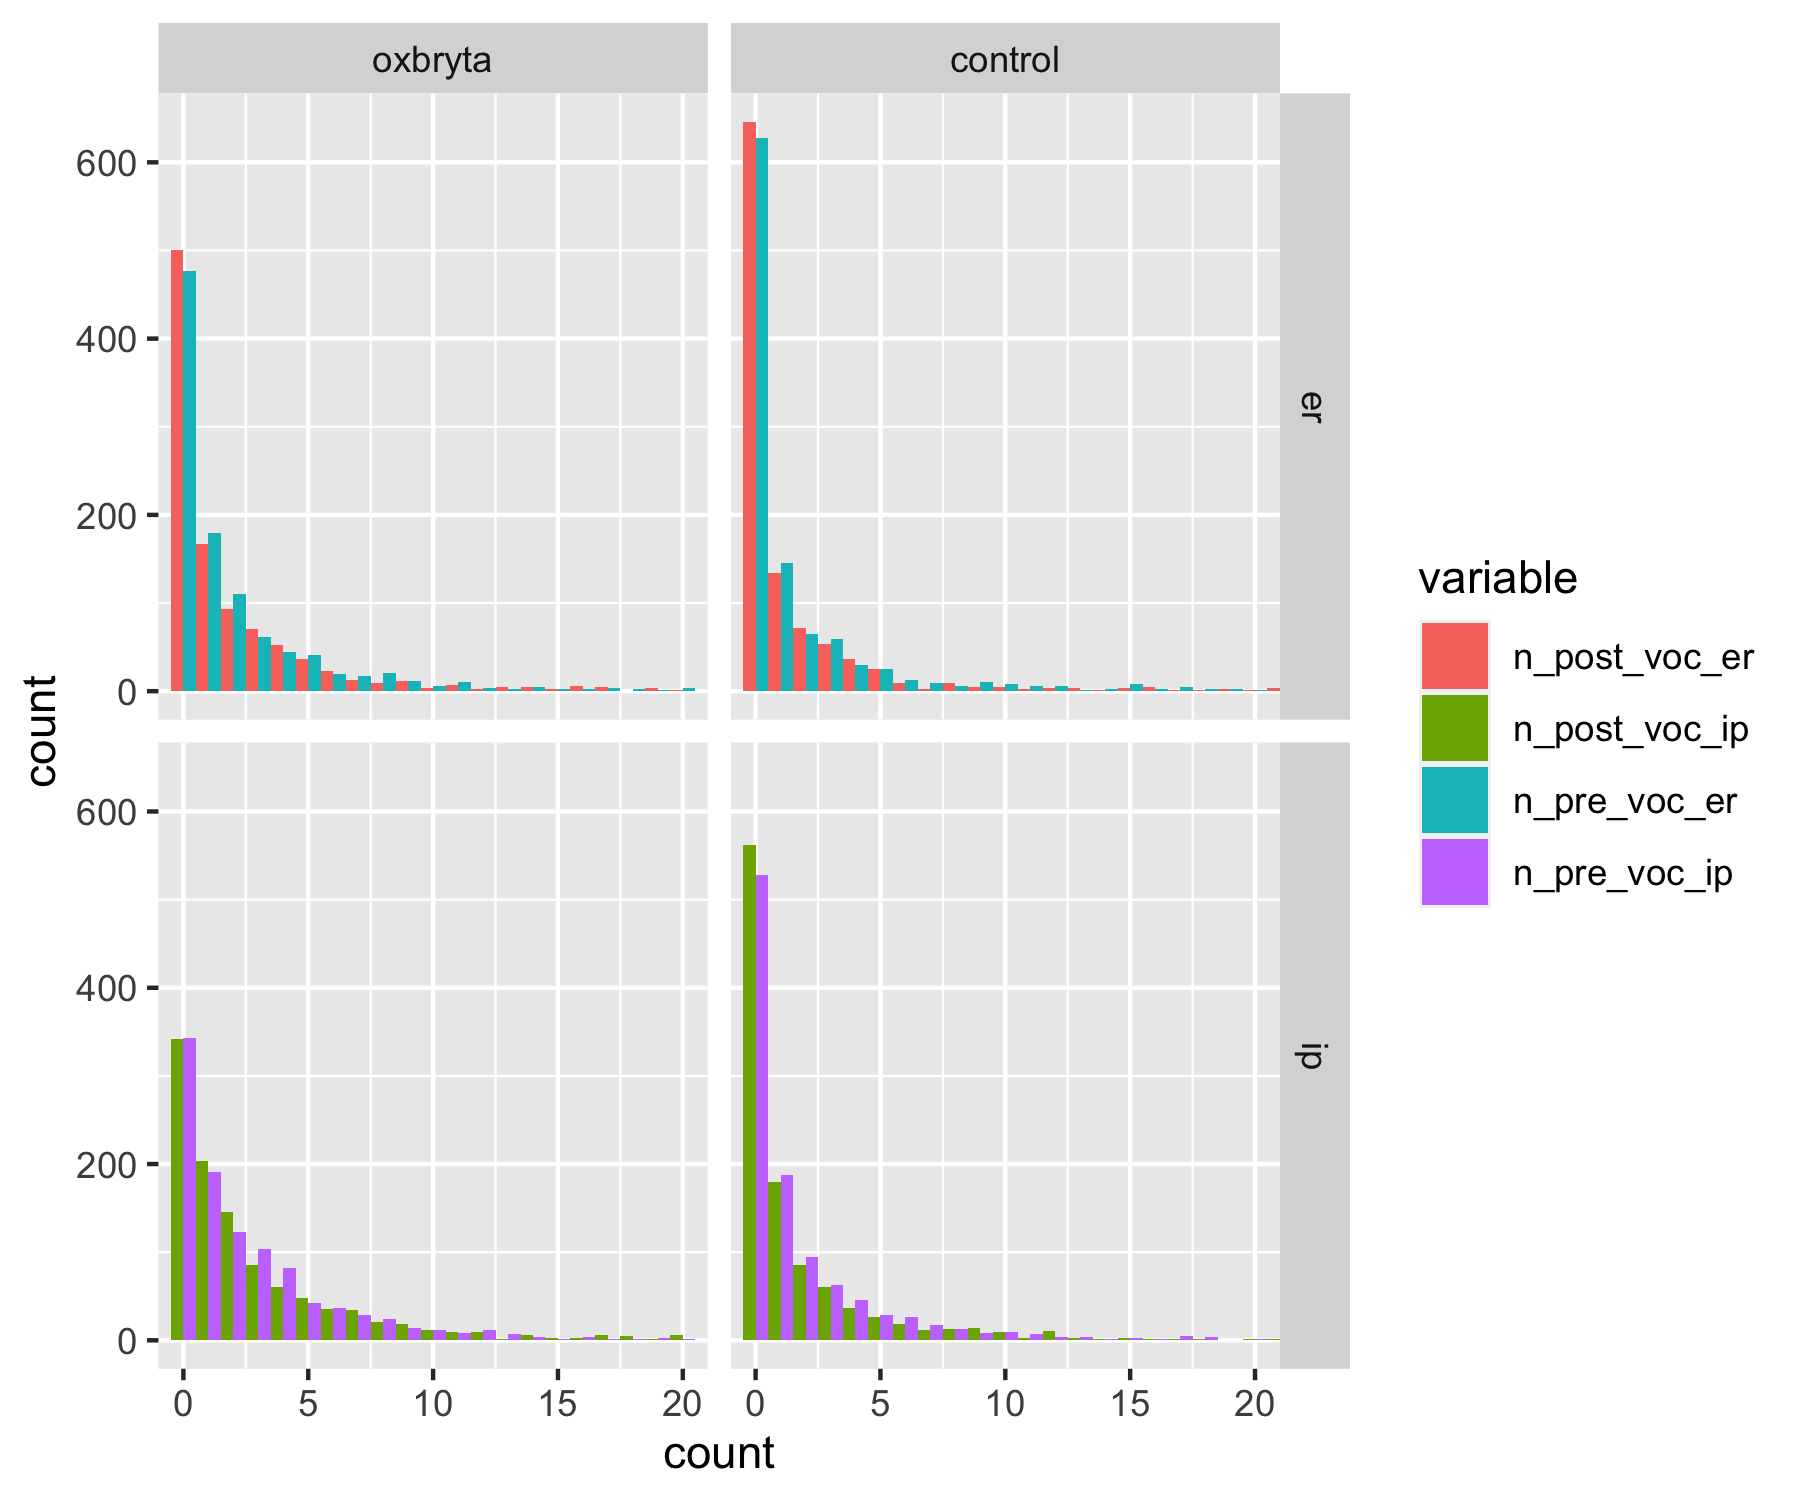 oxbryta
control
600
400
200
0
er
600
400
200
0
ip
count
0 5 10 15 20
0 5 10 15 20
count
variable
n_post_voc_er
n_post_voc_ip
n_pre_voc_er
n_pre_voc_ip